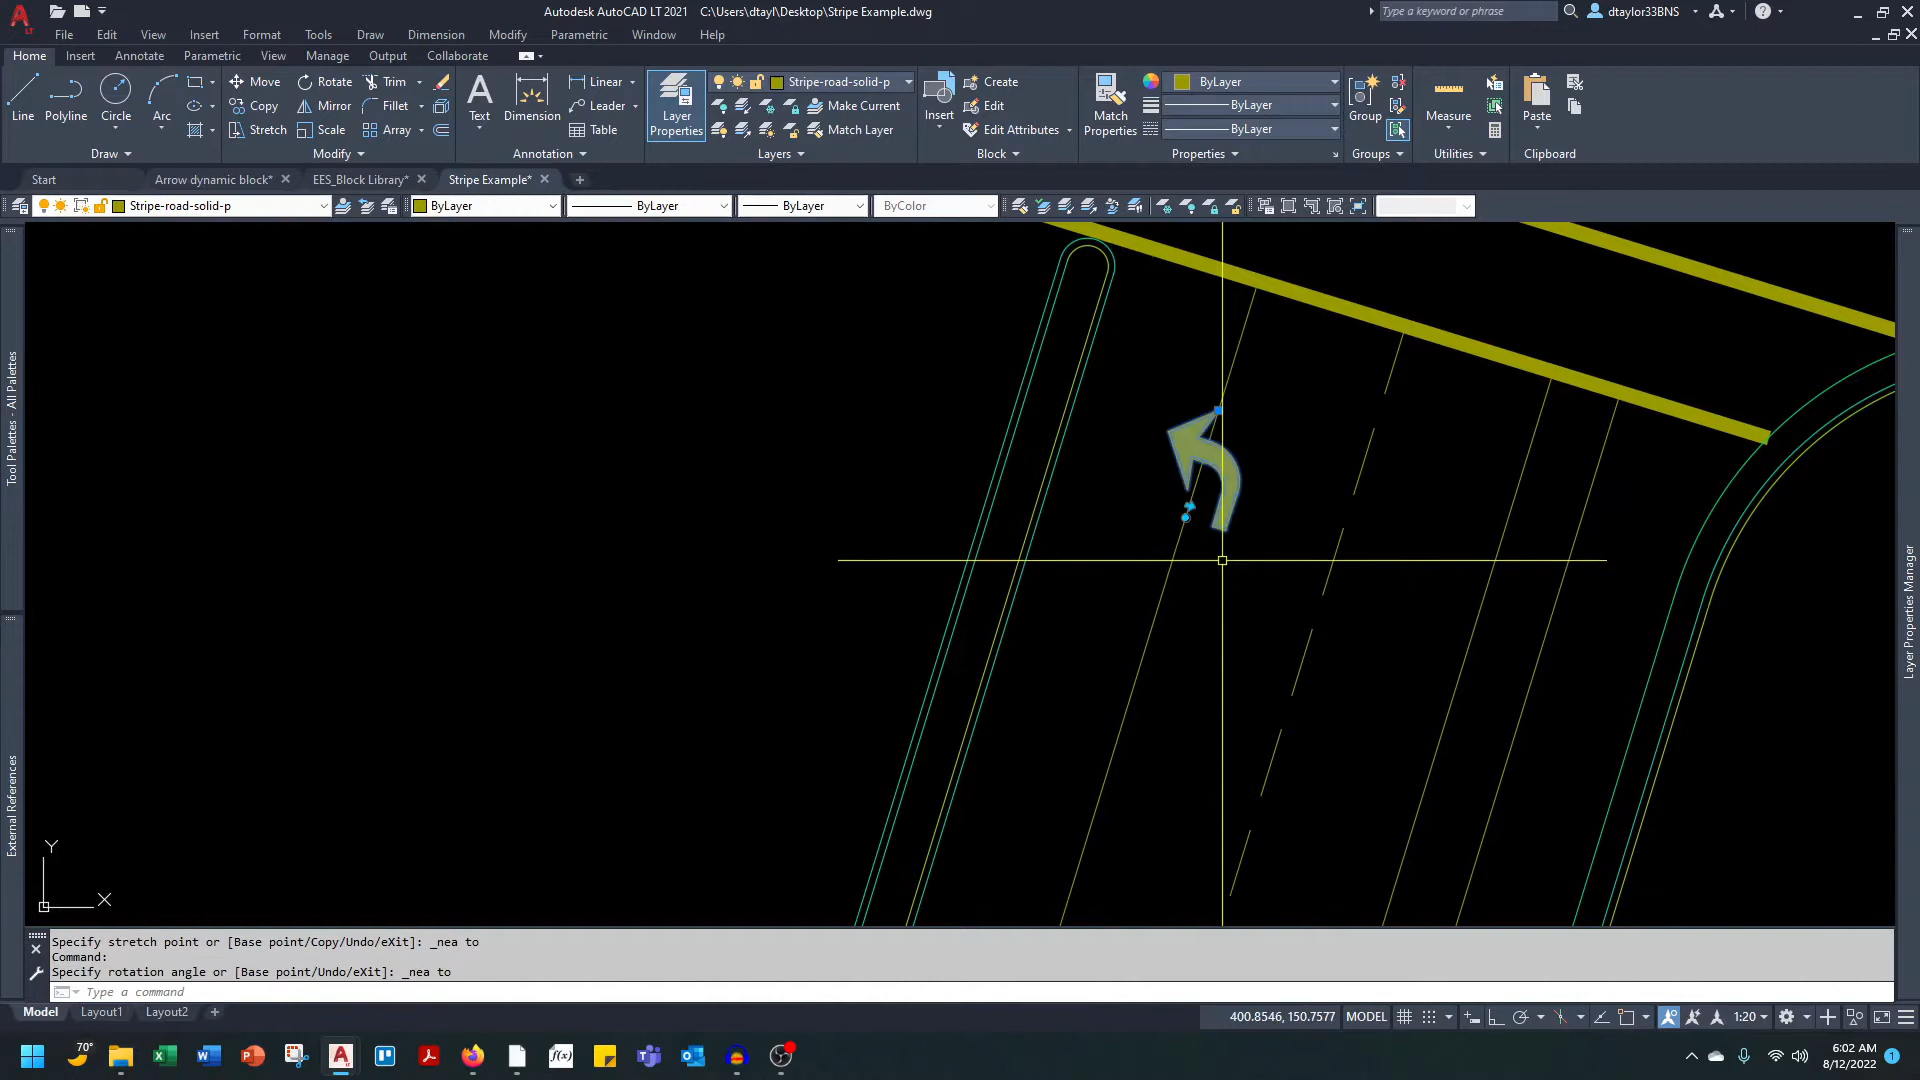 Autodesk AutoCAD LT 2021 C:\Users\dtayl\Desktop\Stripe Example.dwg
Type a keyword or phrase
dtaylor33BNS
File Edit View Insert Format Tools Draw Dimension Modify Parametric Window Help
Home Insert Annotate Parametric View Manage Output Collaborate
Line Polyline Circle Arc
Move Rotate Trim
Copy Mirror Fillet
Stretch Scale Array
Text Dimension
Linear
Leader
Table
Layer Properties
Stripe-road-solid-p
Make Current
Match Layer
Insert
Create
Edit
Edit Attributes
Match Properties
ByLayer
ByLayer
ByLayer
Group
Measure
Paste
Draw Modify Annotation Layers Block Properties Groups Utilities Clipboard
Start Arrow dynamic block* EES_Block Library* Stripe Example*
Stripe-road-solid-p ByLayer ByLayer ByLayer ByColor
Tool Palettes - All Palettes
External References
Layer Properties Manager
Y
X
Specify stretch point or [Base point/Copy/Undo/eXit]: _nea to
Command:
Specify rotation angle or [Base point/Undo/eXit]: _nea to
Type a command
Model Layout1 Layout2
400.8546, 150.7577 MODEL 1:20
70°
6:02 AM
8/12/2022
1